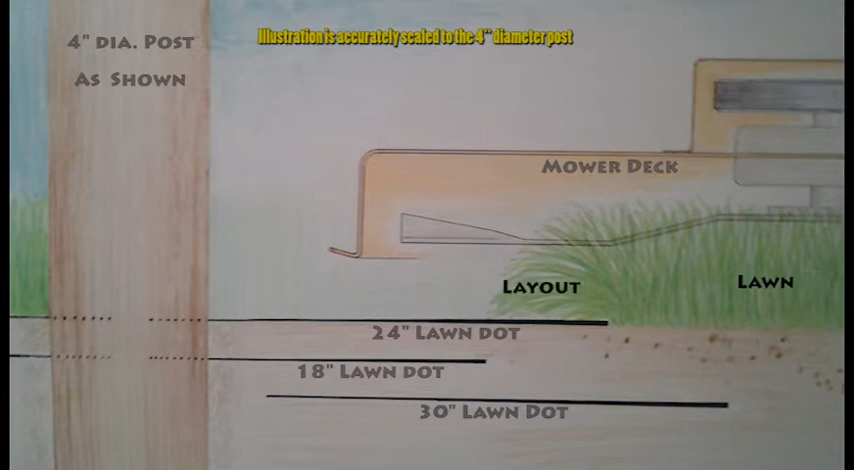 Illustration is accurately scaled to the 4" diameter post
4" DIA. POST
AS SHOWN
MOWER DECK
LAYOUT
LAWN
24" LAWN DOT
18" LAWN DOT
30" LAWN DOT